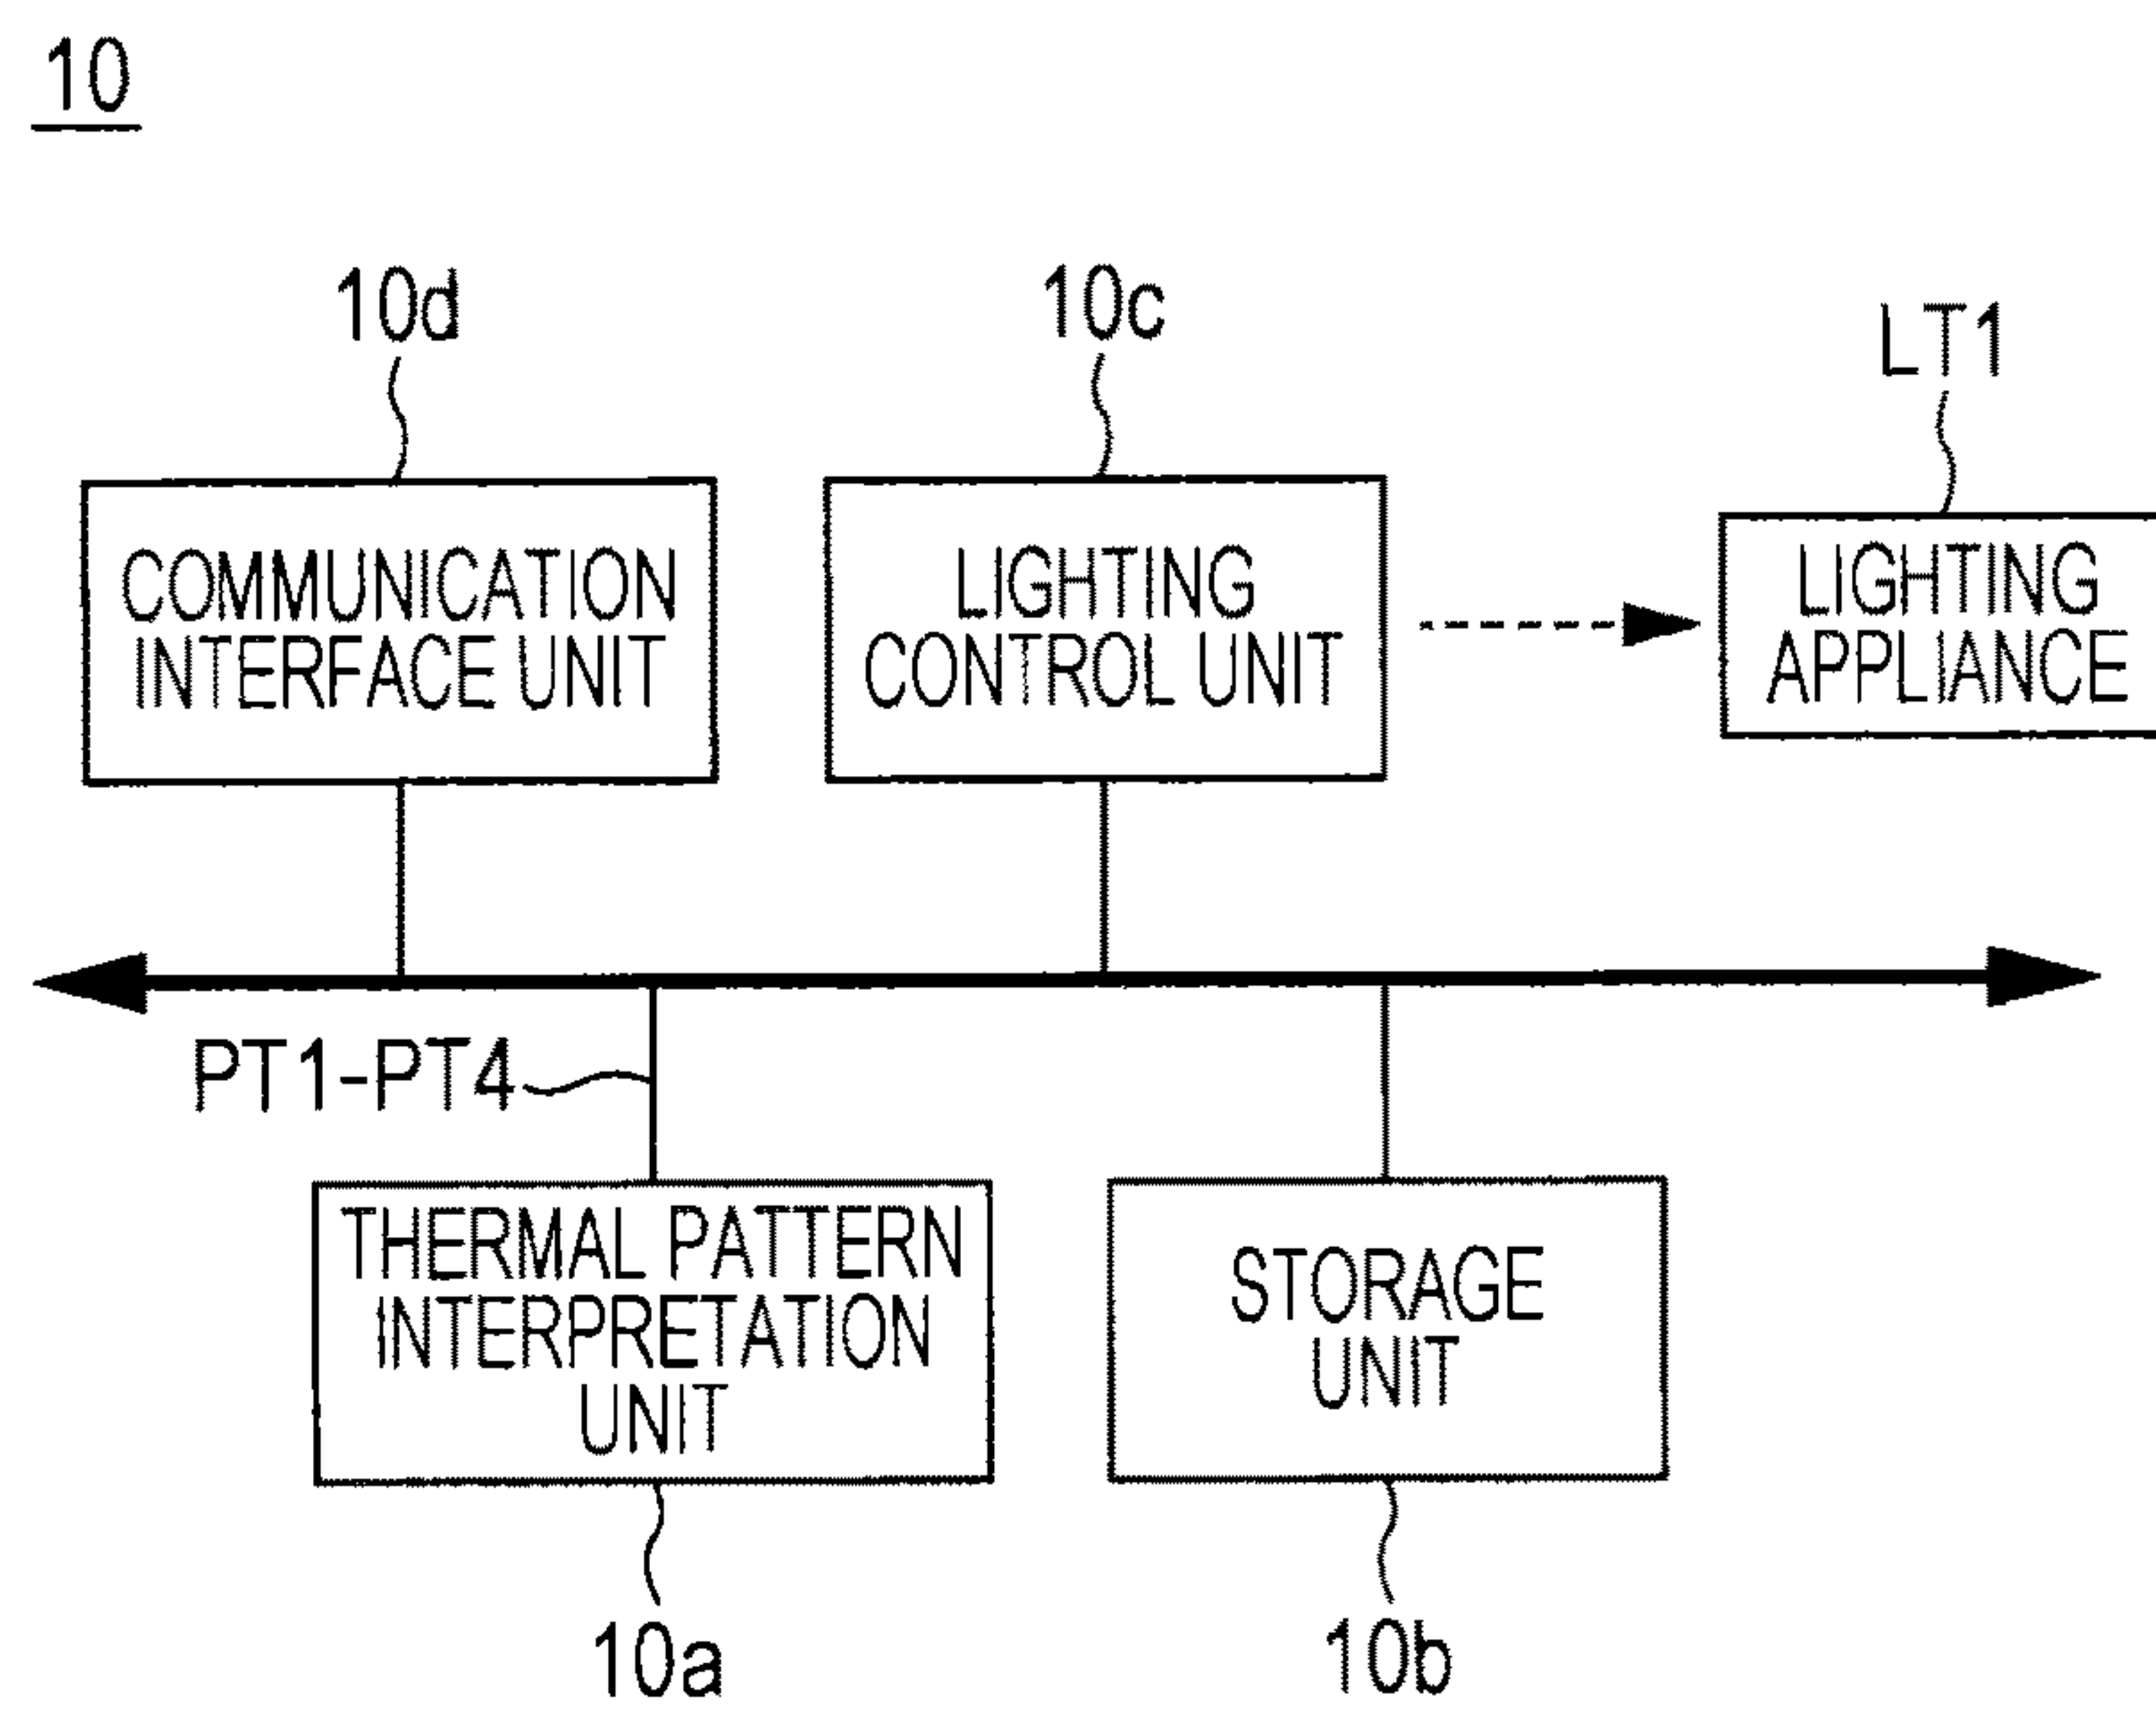 10
10d
10c
LT1
COMMUNICATION
INTERFACE UNIT
LIGHTING
CONTROL UNIT
LIGHTING
APPLIANCE
PT1-PT4
THERMAL PATTERN
INTERPRETATION
UNIT
STORAGE
UNIT
10a
10b